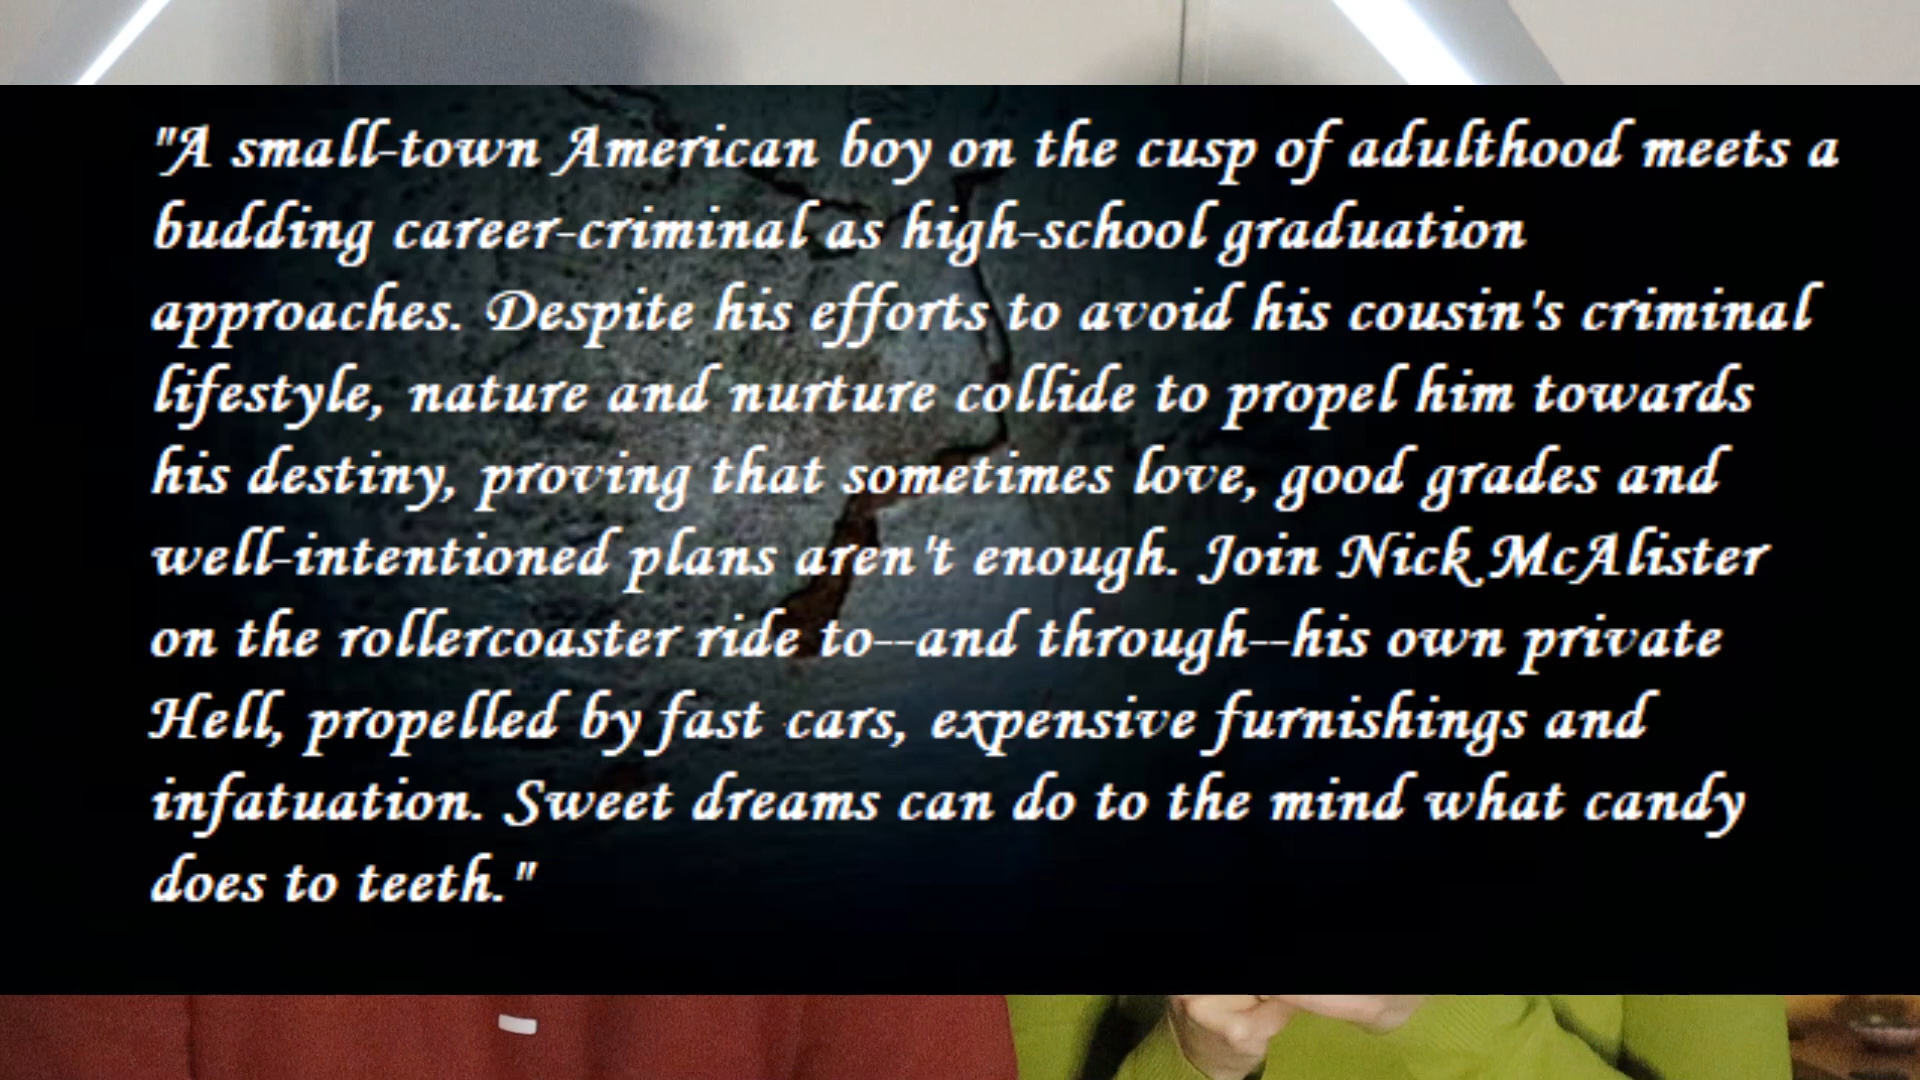 "A small-town American boy on the cusp of adulthood meets a
budding career-criminal as high-school graduation
approaches. Despite his efforts to avoid his cousin's criminal
lifestyle, nature and nurture collide to propel him towards
his destiny, proving that sometimes love, good grades and
well-intentioned plans aren't enough. Join Nick McAlister
on the rollercoaster ride to--and through--his own private
Hell, propelled by fast cars, expensive furnishings and
infatuation. Sweet dreams can do to the mind what candy
does to teeth."